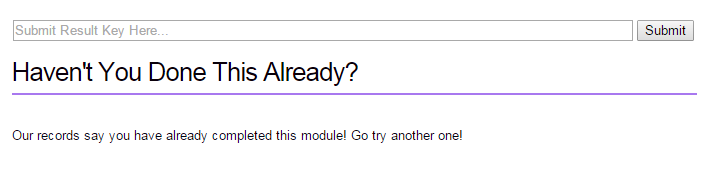 Submit Result Key Here...
Submit
Haven't You Done This Already?
Our records say you have already completed this module! Go try another one!